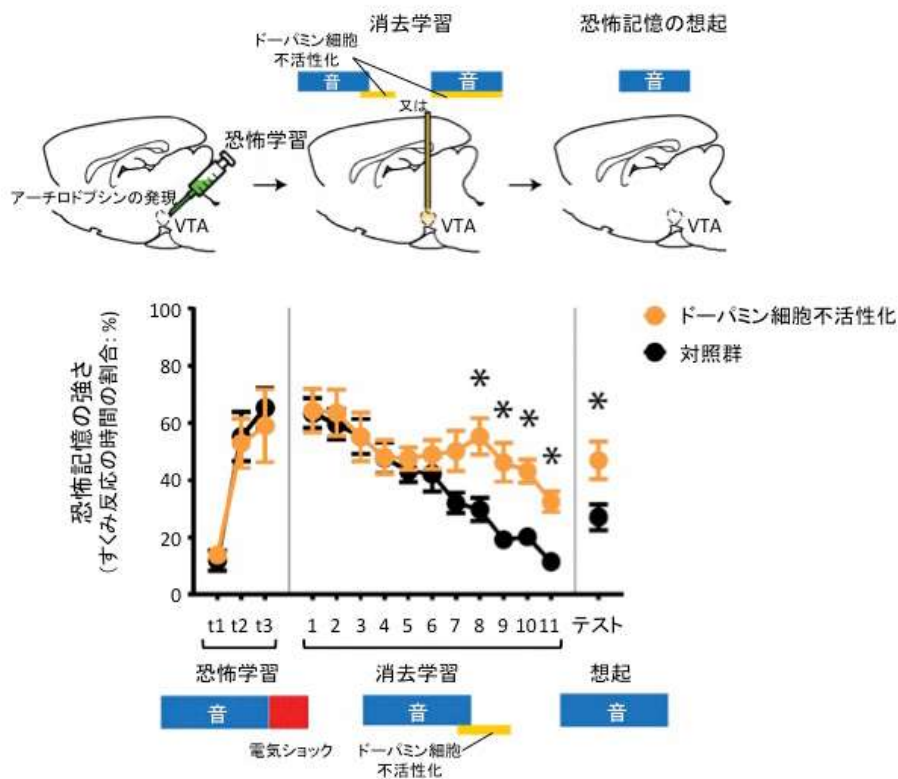 消去学習
恐怖記憶の想起
ドーパミン細胞
不活性化
音
音
音
又は
恐怖学習
アーチロドプシンの発現
VTA
VTA
VTA
恐怖記憶の強さ
(すくみ反応の時間の割合: %)
100
80
60
40
20
0
ドーパミン細胞不活性化
対照群
*
*
*
*
*
t1 t2 t3 1 2 3 4 5 6 7 8 9 10 11 テスト
恐怖学習
消去学習
想起
音
音
音
電気ショック
ドーパミン細胞
不活性化